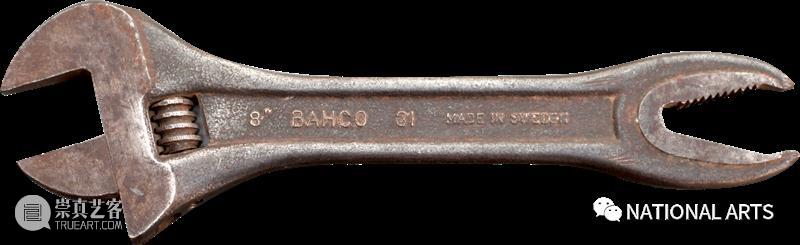 8" BAHCO 31 MADE IN SWEDEN
崇真艺客
TRUEART.COM
NATIONAL ARTS